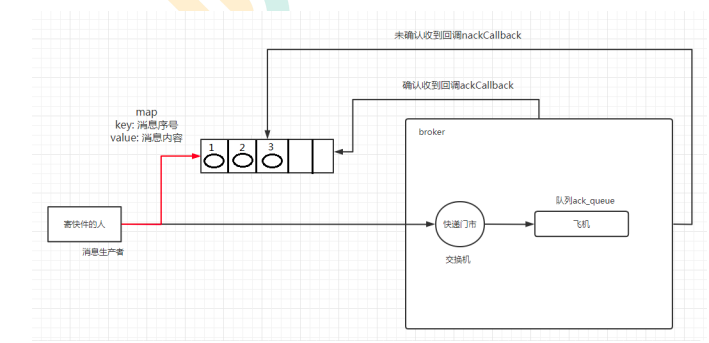 未确认收到回调nackCallback
确认收到回调ackCallback
map
key: 消息序号
value: 消息内容
broker
1 2 3
队列ack_queue
寄快件的人
快递门市
飞机
消息生产者
交换机